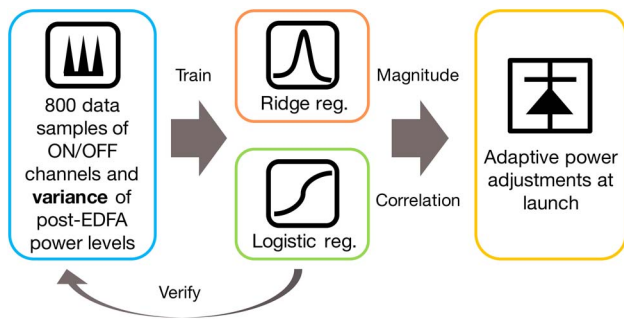 800 data
samples of
ON/OFF
channels and
variance of
post-EDFA
power levels
Train
Ridge reg.
Logistic reg.
Magnitude
Correlation
Adaptive power
adjustments at
launch
Verify